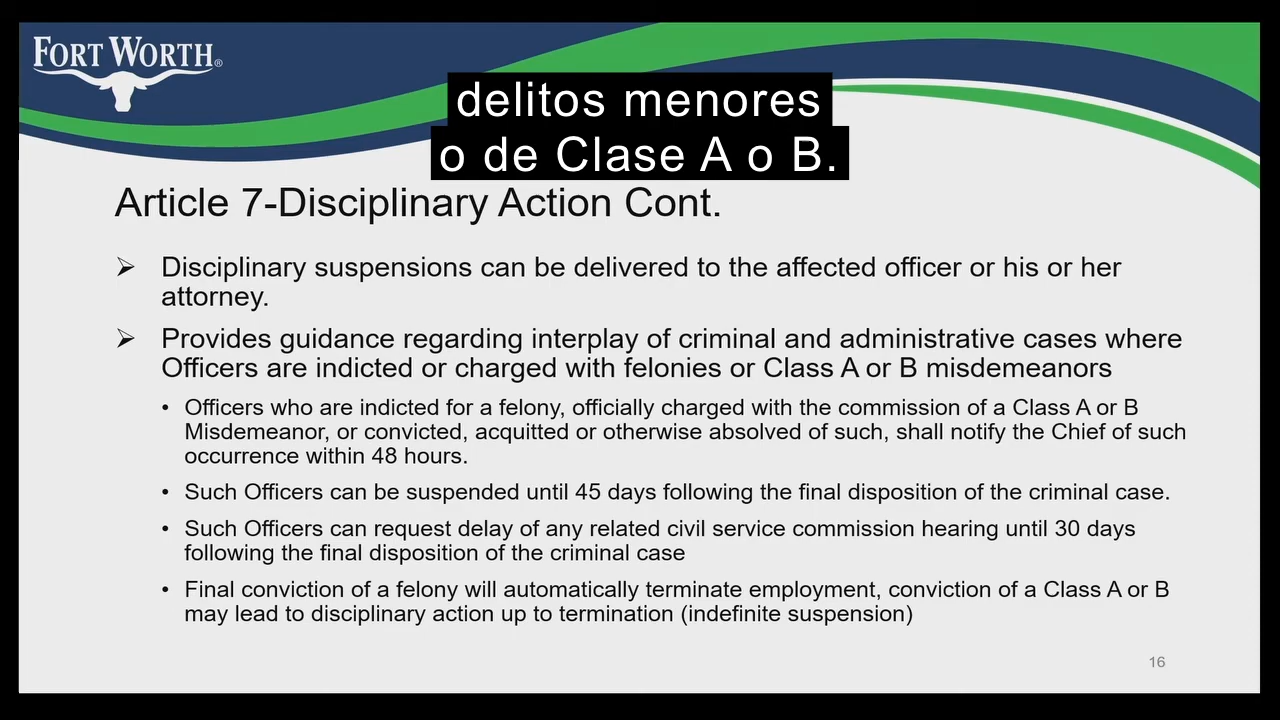 FORT WORTH®
delitos menores
o de Clase A o B.
Article 7-Disciplinary Action Cont.
➢ Disciplinary suspensions can be delivered to the affected officer or his or her
attorney.
➢ Provides guidance regarding interplay of criminal and administrative cases where
Officers are indicted or charged with felonies or Class A or B misdemeanors
• Officers who are indicted for a felony, officially charged with the commission of a Class A or B
Misdemeanor, or convicted, acquitted or otherwise absolved of such, shall notify the Chief of such
occurrence within 48 hours.
• Such Officers can be suspended until 45 days following the final disposition of the criminal case.
• Such Officers can request delay of any related civil service commission hearing until 30 days
following the final disposition of the criminal case
• Final conviction of a felony will automatically terminate employment, conviction of a Class A or B
may lead to disciplinary action up to termination (indefinite suspension)
16